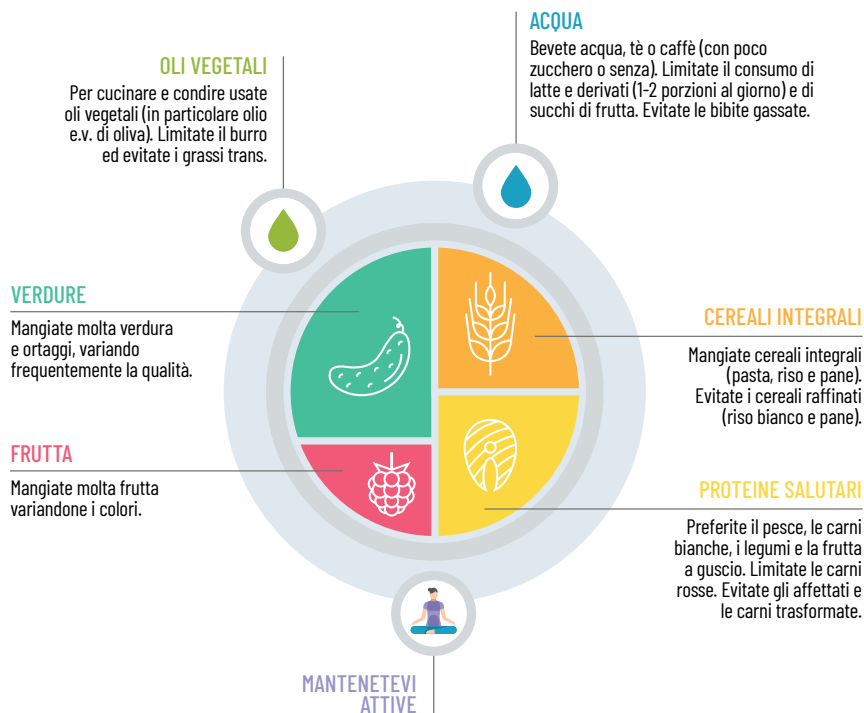 ACQUA
Bevete acqua, tè o caffè (con poco
zucchero o senza). Limitate il consumo di
latte e derivati (1-2 porzioni al giorno) e di
succhi di frutta. Evitate le bibite gassate.
OLI VEGETALI
Per cucinare e condire usate
oli vegetali (in particolare olio
e.v. di oliva). Limitate il burro
ed evitate i grassi trans.
VERDURE
Mangiate molta verdura
e ortaggi, variando
frequentemente la qualità.
CEREALI INTEGRALI
Mangiate cereali integrali
(pasta, riso e pane).
Evitate i cereali raffinati
(riso bianco e pane).
FRUTTA
Mangiate molta frutta
variandone i colori.
PROTEINE SALUTARI
Preferite il pesce, le carni
bianche, i legumi e la frutta
a guscio. Limitate le carni
rosse. Evitate gli affettati e
le carni trasformate.
MANTENETEVI
ATTIVE